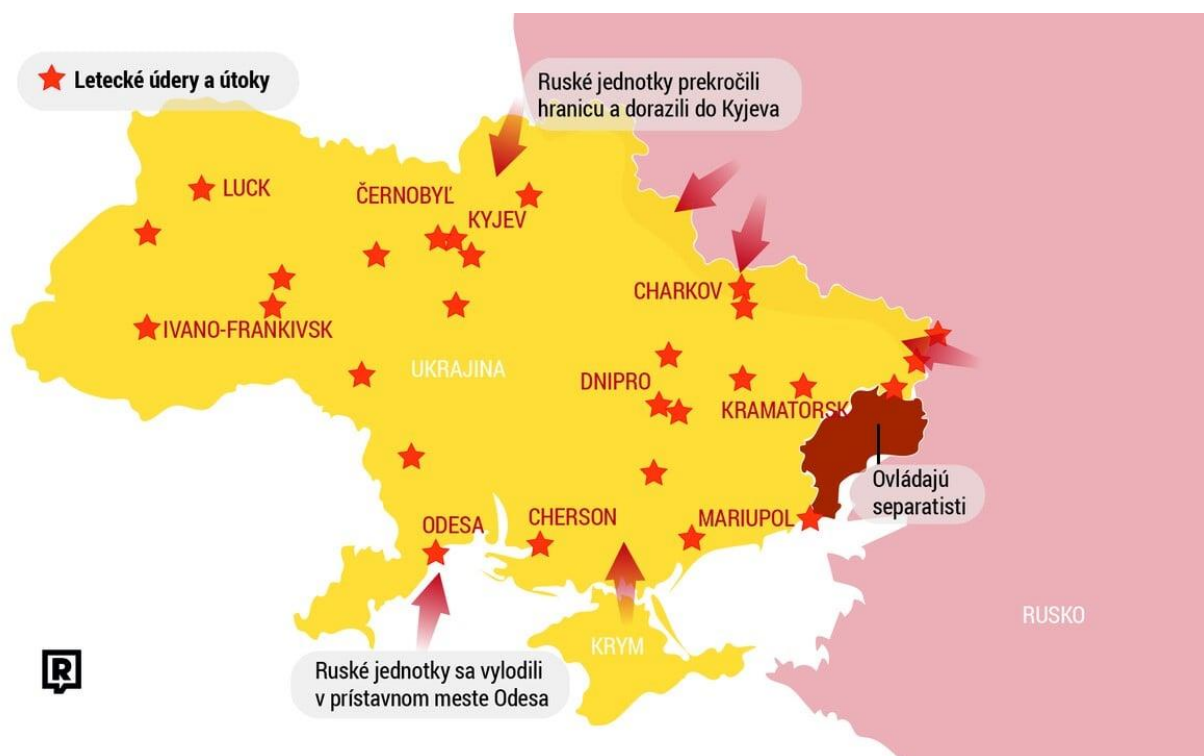 Letecké údery a útoky
Ruské jednotky prekročili
hranicu a dorazili do Kyjeva
LUCK
ČERNOBYĽ
KYJEV
CHARKOV
IVANO-FRANKIVSK
UKRAJINA
DNIPRO
KRAMATORSK
Ovládajú
separatisti
ODESA
CHERSON
MARIUPOL
RUSKO
KRYM
Ruské jednotky sa vylodili
v prístavnom meste Odesa
R